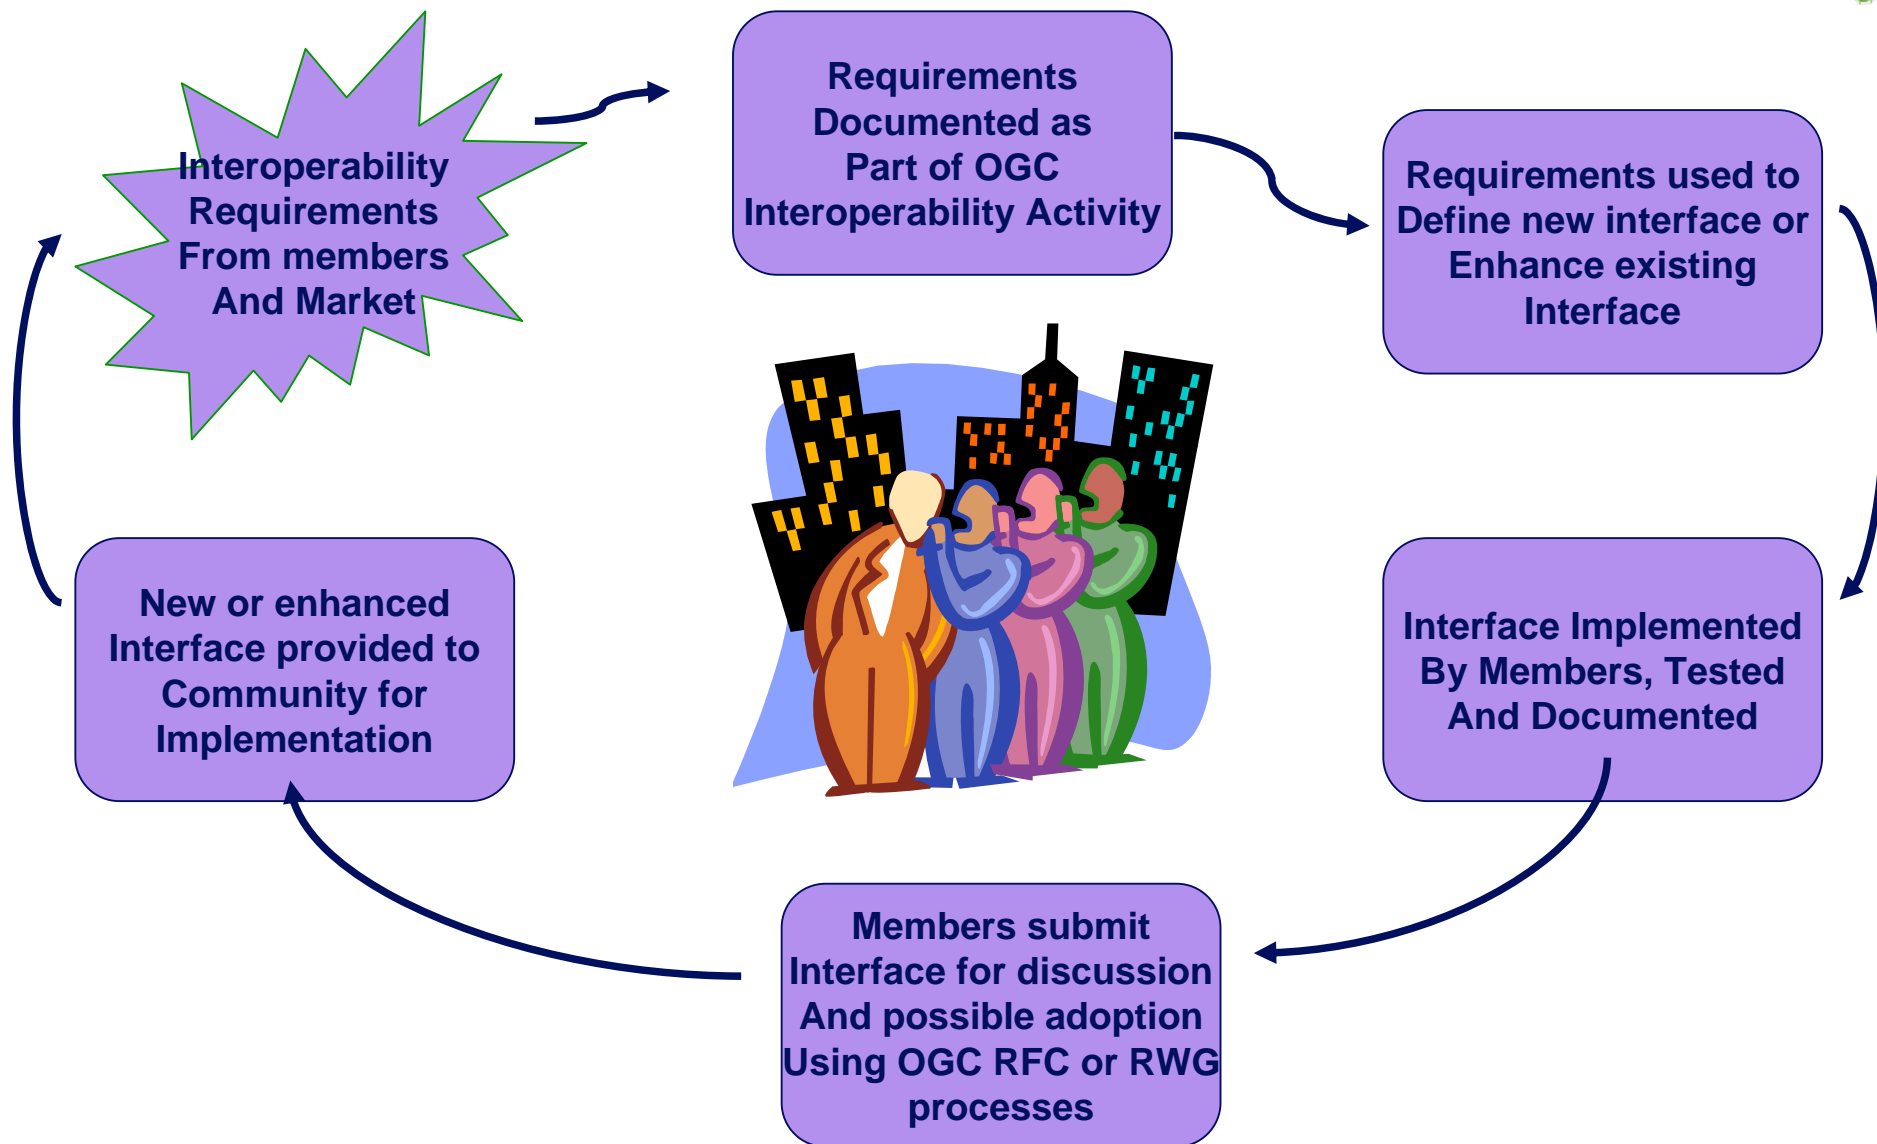 Interoperability
Requirements
From members
And Market
Requirements
Documented as
Part of OGC
Interoperability Activity
Requirements used to
Define new interface or
Enhance existing
Interface
Interface Implemented
By Members, Tested
And Documented
Members submit
Interface for discussion
And possible adoption
Using OGC RFC or RWG
processes
New or enhanced
Interface provided to
Community for
Implementation